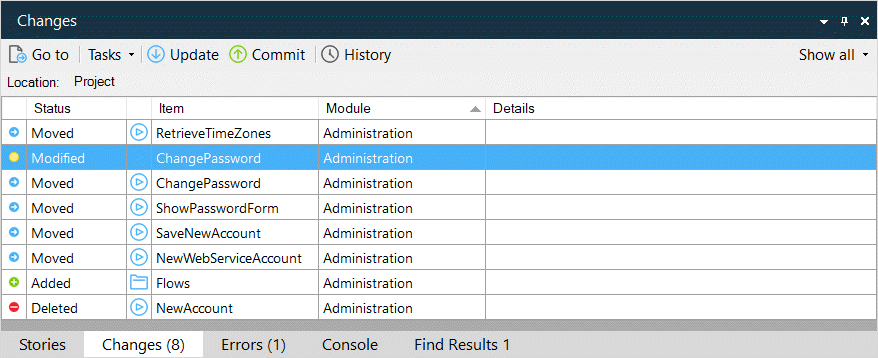 Changes
Go to Tasks Update Commit History Show all
Location: Project
Status Item Module Details
Moved RetrieveTimeZones Administration
Modified ChangePassword Administration
Moved ChangePassword Administration
Moved ShowPasswordForm Administration
Moved SaveNewAccount Administration
Moved NewWebServiceAccount Administration
Added Flows Administration
Deleted NewAccount Administration
Stories Changes (8) Errors (1) Console Find Results 1